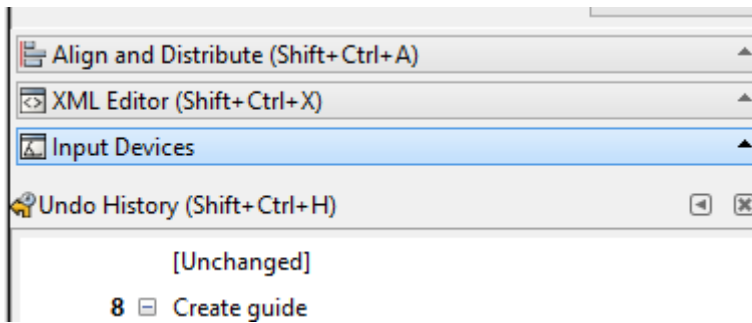 Align and Distribute (Shift+Ctrl+A)
XML Editor (Shift+Ctrl+X)
Input Devices
Undo History (Shift+Ctrl+H)
[Unchanged]
8 Create guide